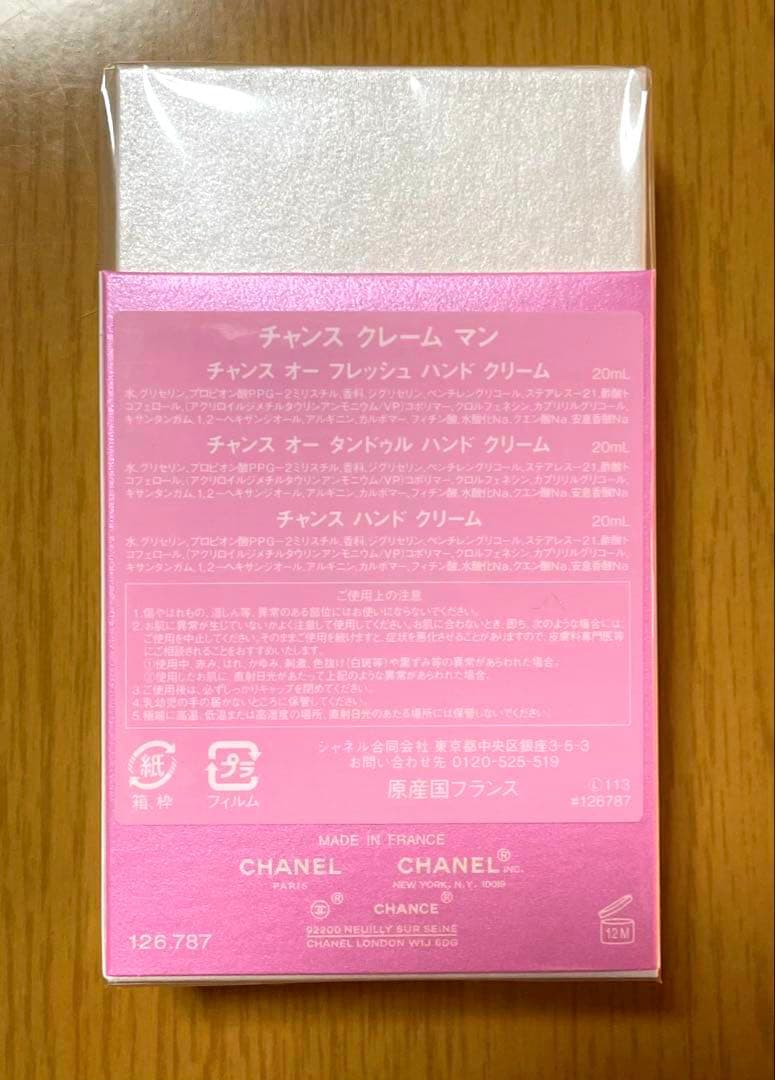 チャンス クレーム マン
チャンス オー フレッシュ ハンド クリーム 20mL
水,グリセリン,プロピオン酸PPG-2ミリスチル,香料,ジグリセリン,ペンチレングリコール,ステアレス-21,酢酸ト
コフェロール,(アクリロイルジメチルタウリンアンモニウム/VP)コポリマー,クロルフェネシン,カプリリルグリコール,
キサンタンガム,1,2-ヘキサンジオール,アルギニン,カルボマー,フィチン酸,水酸化Na,クエン酸Na,安息香酸Na
チャンス オー タンドゥル ハンド クリーム 20mL
水,グリセリン,プロピオン酸PPG-2ミリスチル,香料,ジグリセリン,ペンチレングリコール,ステアレス-21,酢酸ト
コフェロール,(アクリロイルジメチルタウリンアンモニウム/VP)コポリマー,クロルフェネシン,カプリリルグリコール,
キサンタンガム,1,2-ヘキサンジオール,アルギニン,カルボマー,フィチン酸,水酸化Na,クエン酸Na,安息香酸Na
チャンス ハンド クリーム 20mL
水,グリセリン,プロピオン酸PPG-2ミリスチル,香料,ジグリセリン,ペンチレングリコール,ステアレス-21,酢酸ト
コフェロール,(アクリロイルジメチルタウリンアンモニウム/VP)コポリマー,クロルフェネシン,カプリリルグリコール,
キサンタンガム,1,2-ヘキサンジオール,アルギニン,カルボマー,フィチン酸,水酸化Na,クエン酸Na,安息香酸Na
ご使用上の注意
1.傷やはれもの、湿しん等、異常のある部位にはお使いにならないでください。
2.お肌に異常が生じていないかよく注意して使用してください。お肌に合わないとき、即ち、次のような場合には、
ご使用を中止してください。そのままご使用を続けますと、症状を悪化させることがありますので、皮膚科専門医等
にご相談されることをおすすめいたします。
①使用中、赤み、はれ、かゆみ、刺激、色抜け(白斑等)や黒ずみ等の異常があらわれた場合。
②使用したお肌に、直射日光があたって上記のような異常があらわれた場合。
3.ご使用後は、必ずしっかりキャップを閉めてください。
4.乳幼児の手の届かないところに保管してください。
5.極端に高温、低温または高湿度の場所、直射日光のあたる場所には保管しないでください。
紙
箱、枠
プラ
フィルム
シャネル合同会社 東京都中央区銀座3-5-3
お問い合わせ先 0120-525-519
原産国フランス
Ⓛ113
#126787
MADE IN FRANCE
CHANEL
PARIS
CHANEL® INC.
NEW YORK, N.Y. 10019
® CHANCE®
92200 NEUILLY SUR SEINE
CHANEL LONDON W1J 6DG
126.787
12M